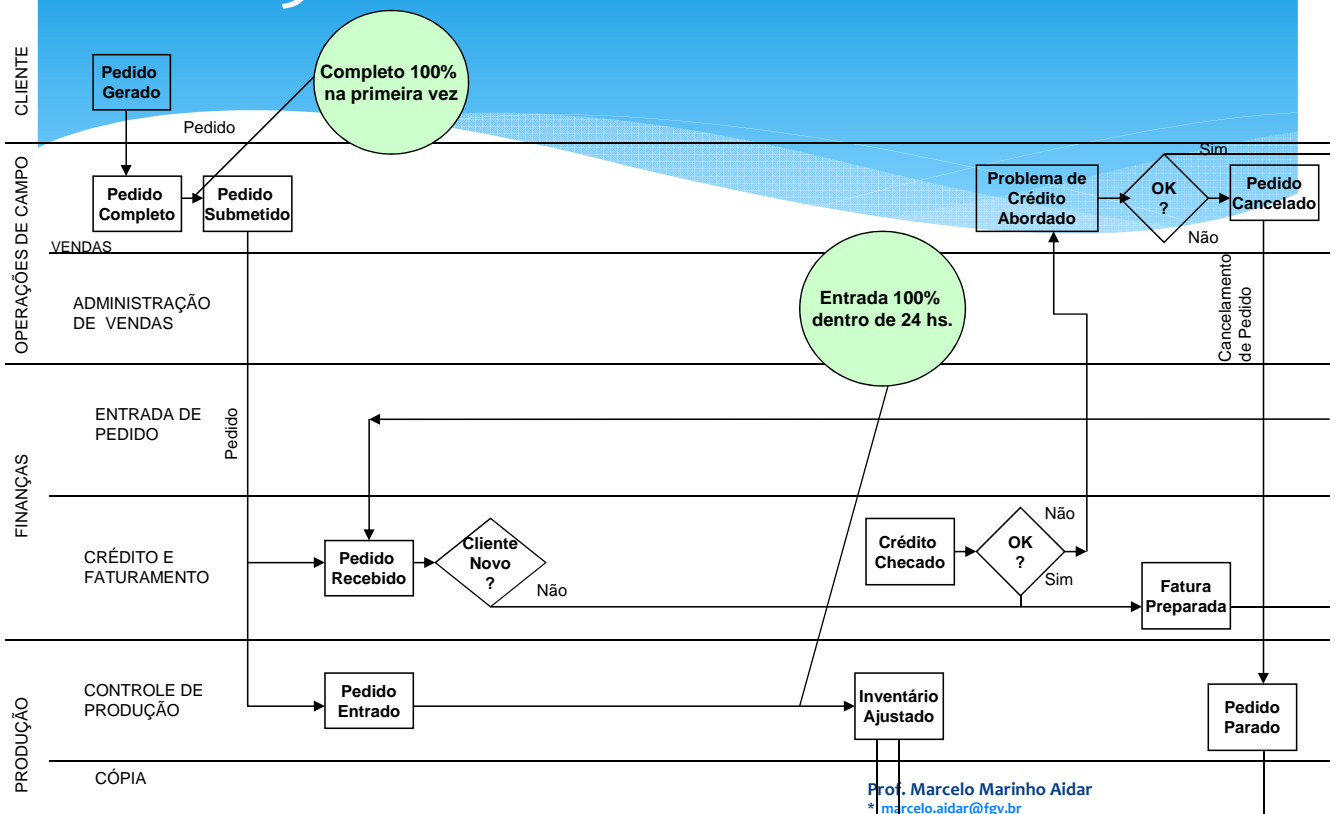 CLIENTE
Pedido
Gerado
Completo 100%
na primeira vez
Pedido
OPERAÇÕES DE CAMPO
Pedido
Completo
Pedido
Submetido
Problema de
Crédito
Abordado
OK
?
Sim
Não
Pedido
Cancelado
VENDAS
ADMINISTRAÇÃO
DE VENDAS
Entrada 100%
dentro de 24 hs.
Cancelamento
de Pedido
FINANÇAS
ENTRADA DE
PEDIDO
Pedido
CRÉDITO E
FATURAMENTO
Pedido
Recebido
Cliente
Novo
?
Não
Crédito
Checado
OK
?
Não
Sim
Fatura
Preparada
PRODUÇÃO
CONTROLE DE
PRODUÇÃO
Pedido
Entrado
Inventário
Ajustado
Pedido
Parado
CÓPIA
Prof. Marcelo Marinho Aidar
* marcelo.aidar@fgv.br